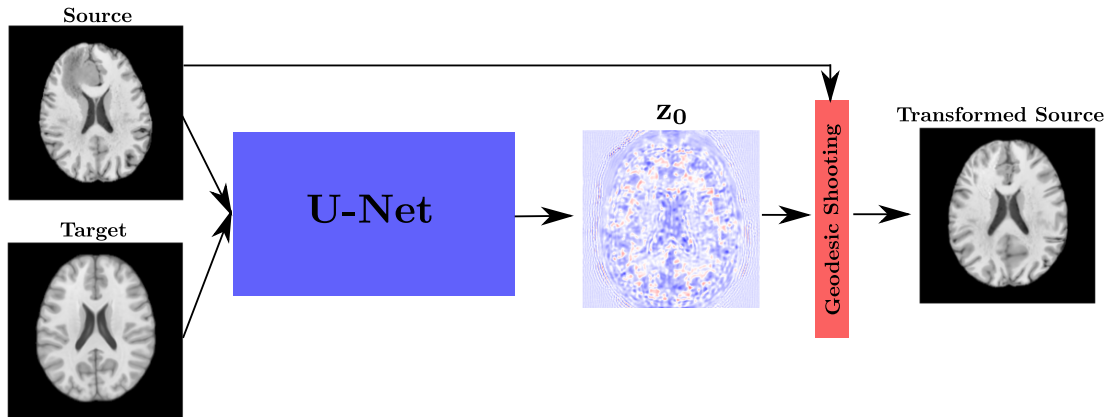 Source
Target
U-Net
z₀
Geodesic Shooting
Transformed Source